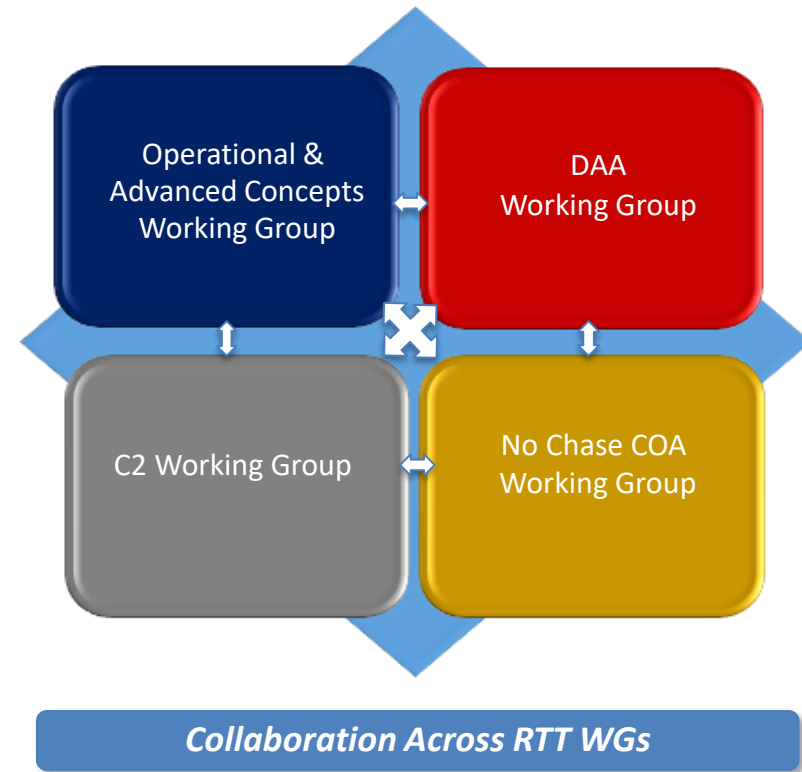 Operational &
Advanced Concepts
Working Group
DAA
Working Group
C2 Working Group
No Chase COA
Working Group
Collaboration Across RTT WGs